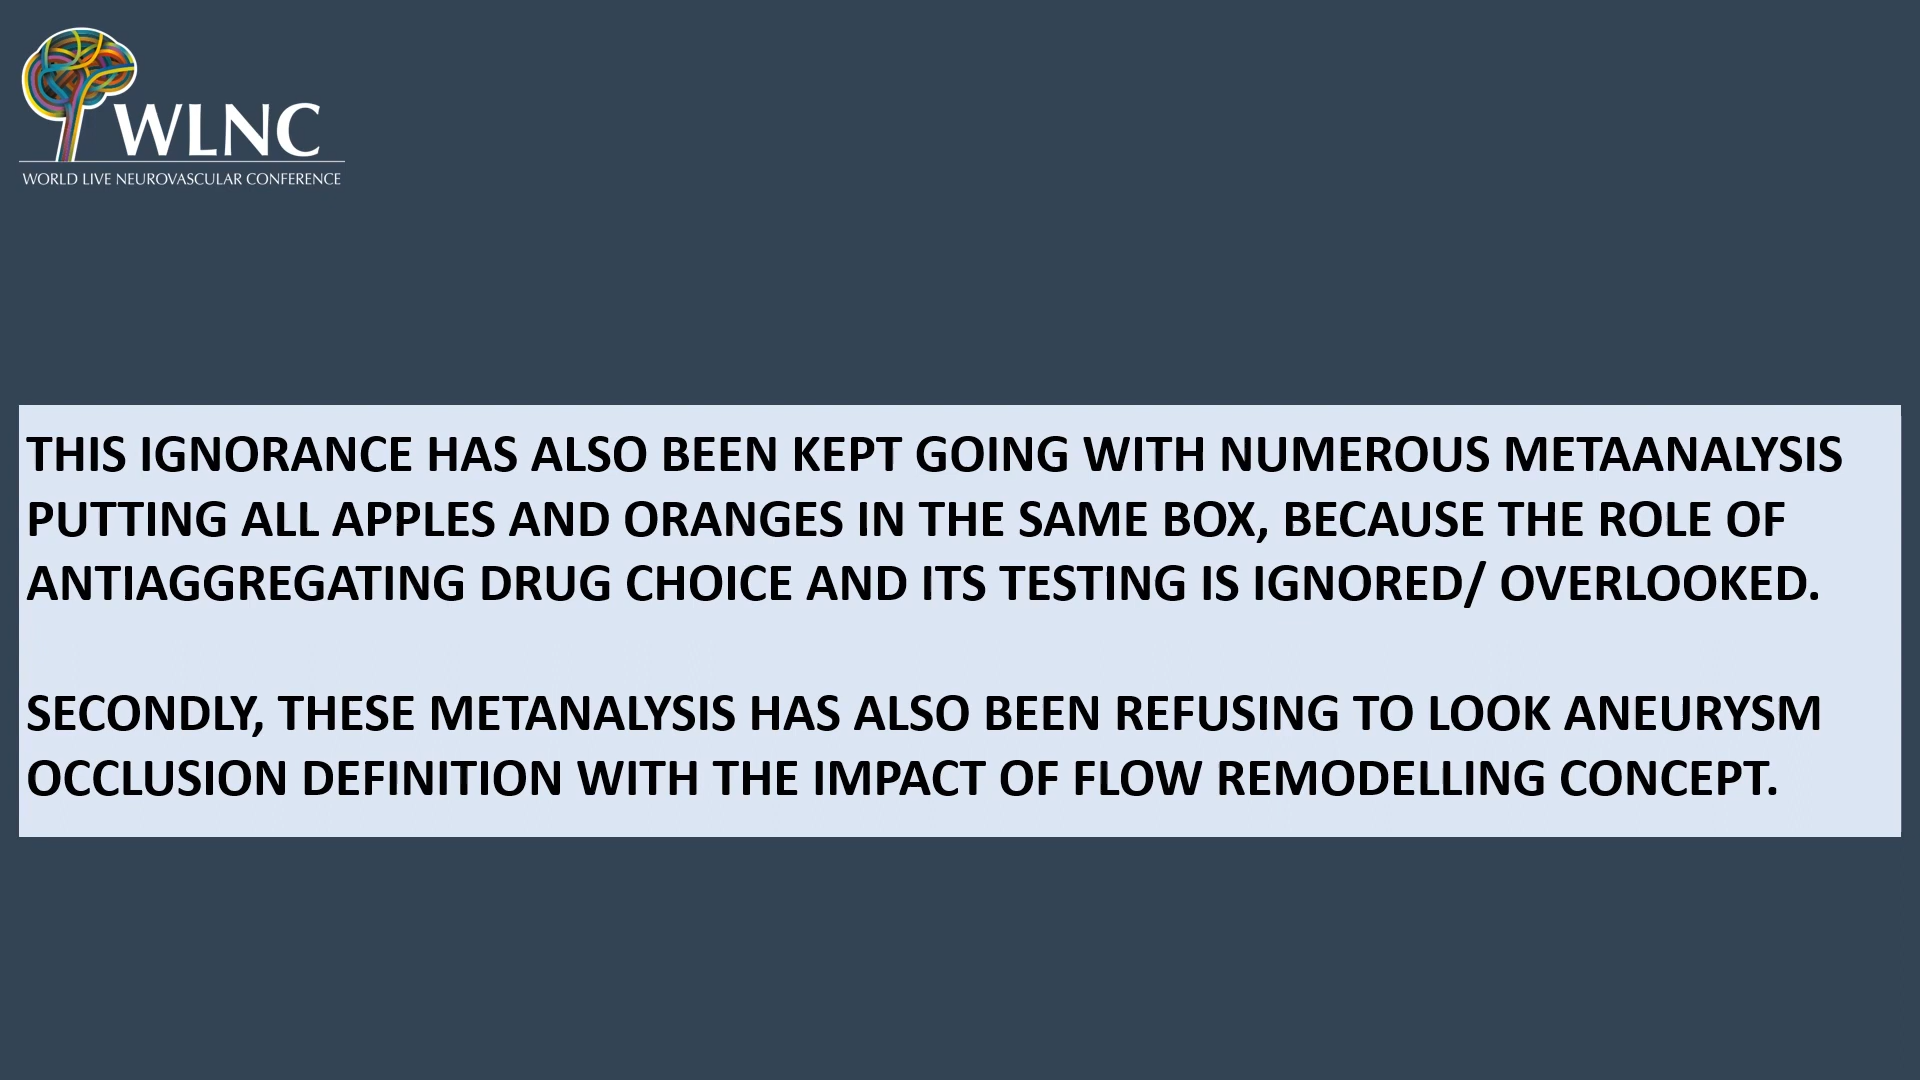 WLNC
WORLD LIVE NEUROVASCULAR CONFERENCE
THIS IGNORANCE HAS ALSO BEEN KEPT GOING WITH NUMEROUS METAANALYSIS
PUTTING ALL APPLES AND ORANGES IN THE SAME BOX, BECAUSE THE ROLE OF
ANTIAGGREGATING DRUG CHOICE AND ITS TESTING IS IGNORED/ OVERLOOKED.
SECONDLY, THESE METANALYSIS HAS ALSO BEEN REFUSING TO LOOK ANEURYSM
OCCLUSION DEFINITION WITH THE IMPACT OF FLOW REMODELLING CONCEPT.